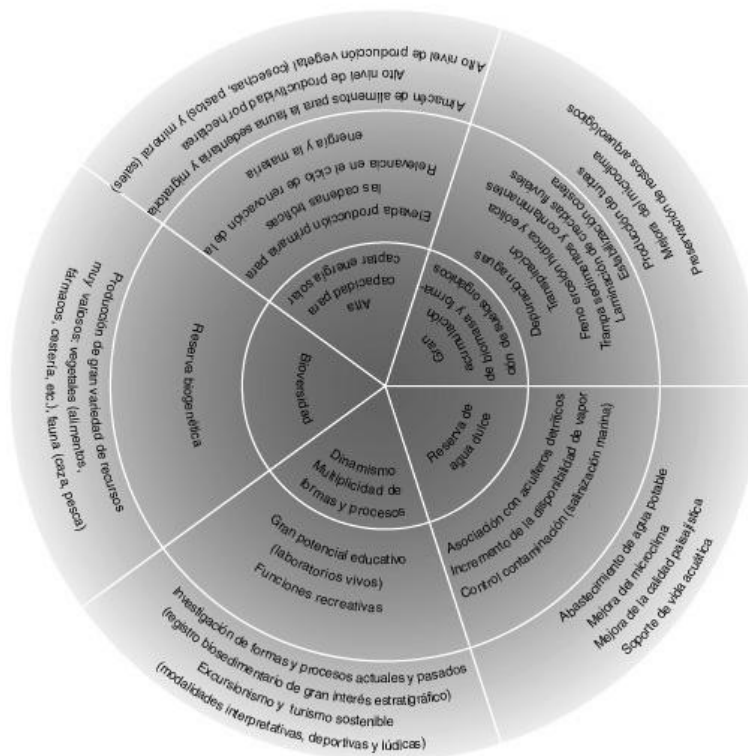 Alto nivel de producción vegetal (cosechas, pastos) y mineral (sales)
Alto nivel de productividad por hectárea
Almacén de alimentos para la fauna sedentaria y migratoria
Elevada producción primaria para
las cadenas tróficas
Relevancia en el ciclo de renovación de la
energía y la materia
Alta
capacidad para
captar energía solar
Preservación de restos arqueológicos
Mejora del microclima
Producción de turbas
Estabilización costera
Laminación de crecidas fluviales
Trampa sedimentos y contaminantes
Freno erosión hídrica y eólica
Transpiración
Depuración aguas
Gran
acumulación
de biomasa y forma-
ción de suelos orgánicos
Reserva de
agua dulce
Asociación con acuíferos detríticos
Incremento de la disponibilidad de vapor
Control contaminación (salinización marina)
Abastecimiento de agua potable
Mejora del microclima
Mejora de la calidad paisajística
Soporte de vida acuática
Dinamismo
Multiplicidad de
formas y procesos
Gran potencial educativo
(laboratorios vivos)
Funciones recreativas
Investigación de formas y procesos actuales y pasados
(registro biosedimentario de gran interés estratigráfico)
Excursionismo y turismo sostenible
(modalidades interpretativas, deportivas y lúdicas)
Bioversidad
Reserva biogenética
Producción de gran variedad de recursos
muy valiosos: vegetales (alimentos,
fármacos, cestería, etc.), fauna (caza, pesca)